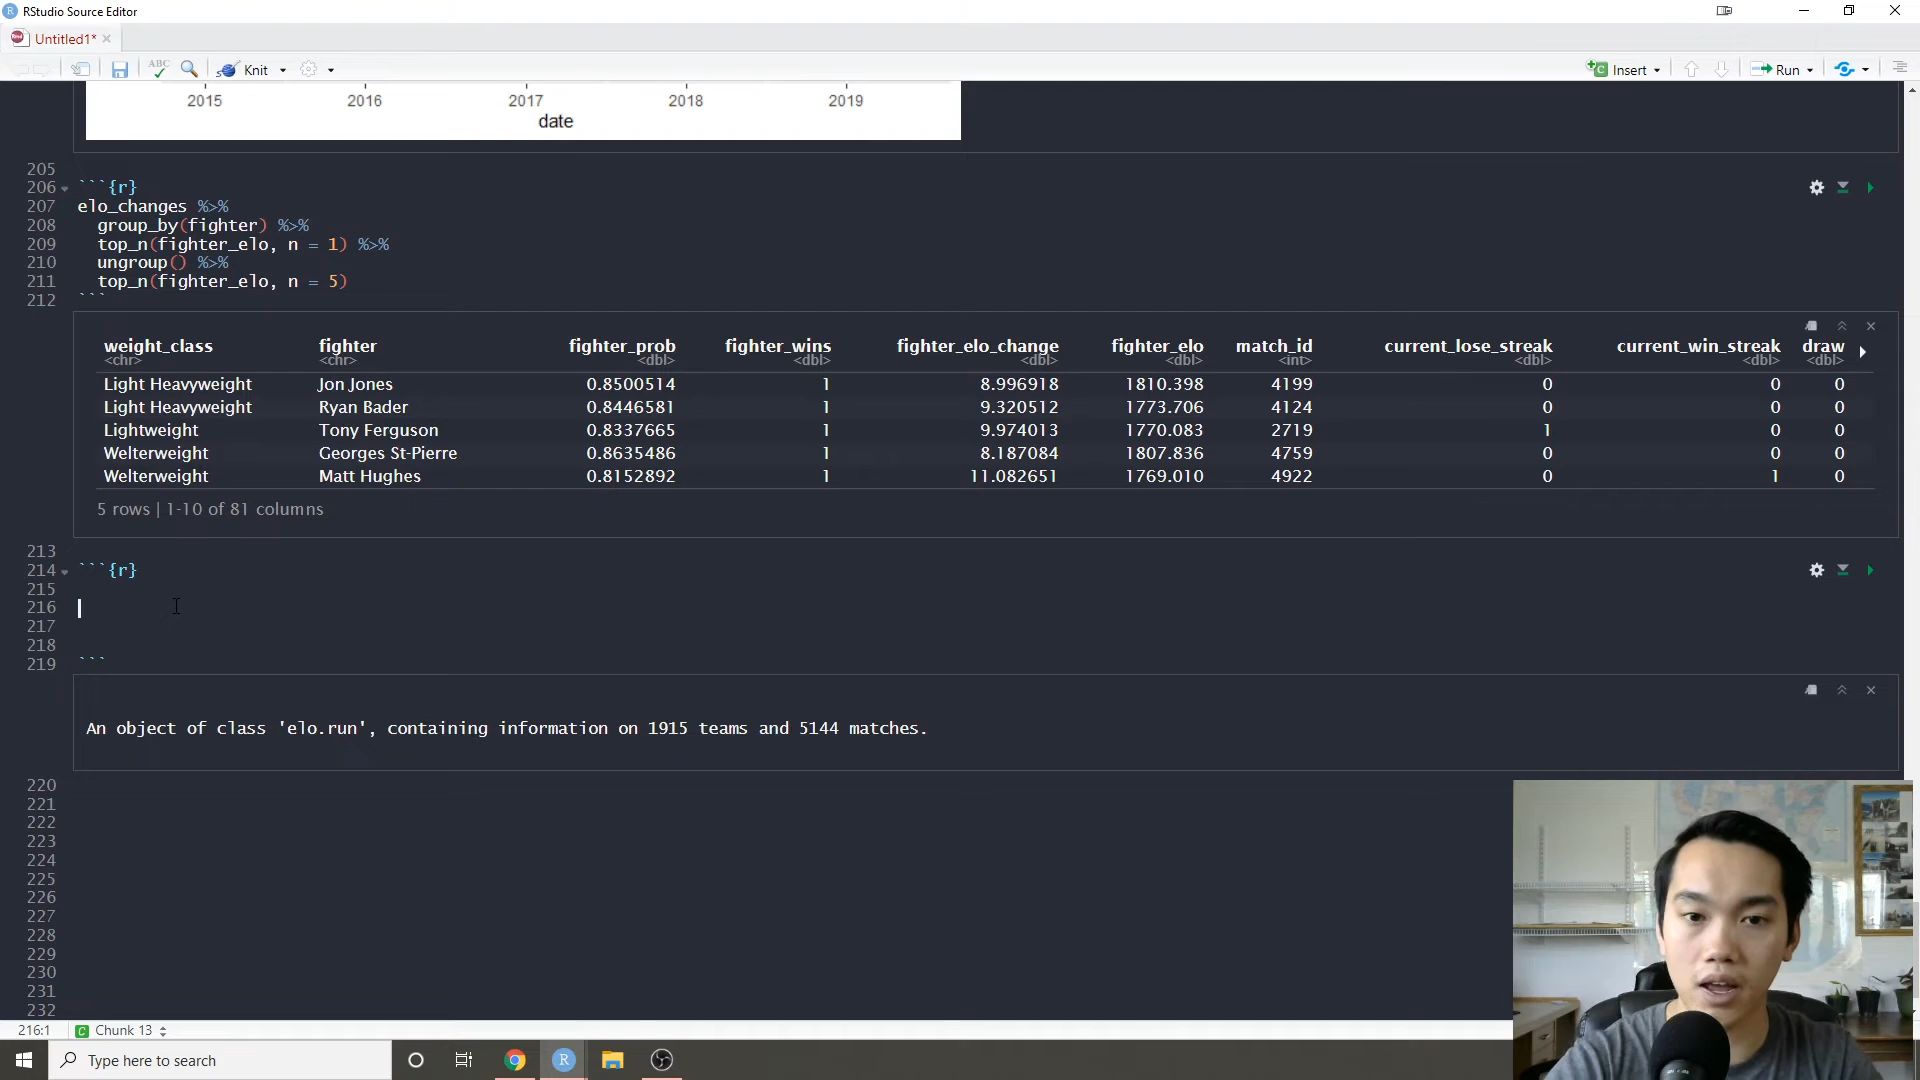 RStudio Source Editor
Untitled1*
ABC
Knit
Insert
Run
2015 2016 2017 2018 2019
date
205
206 ```{r}
207 elo_changes %>%
208 group_by(fighter) %>%
209 top_n(fighter_elo, n = 1) %>%
210 ungroup() %>%
211 top_n(fighter_elo, n = 5)
212 ```
weight_class fighter fighter_prob fighter_wins fighter_elo_change fighter_elo match_id current_lose_streak current_win_streak draw
<chr> <chr> <dbl> <dbl> <dbl> <dbl> <int> <dbl> <dbl> <dbl>
Light Heavyweight Jon Jones 0.8500514 1 8.996918 1810.398 4199 0 0 0
Light Heavyweight Ryan Bader 0.8446581 1 9.320512 1773.706 4124 0 0 0
Lightweight Tony Ferguson 0.8337665 1 9.974013 1770.083 2719 1 0 0
Welterweight Georges St-Pierre 0.8635486 1 8.187084 1807.836 4759 0 0 0
Welterweight Matt Hughes 0.8152892 1 11.082651 1769.010 4922 0 1 0
5 rows | 1-10 of 81 columns
213
214 ```{r}
215
216
217
218
219 ```
An object of class 'elo.run', containing information on 1915 teams and 5144 matches.
220
221
222
223
224
225
226
227
228
229
230
231
232
216:1 C Chunk 13
Type here to search
R